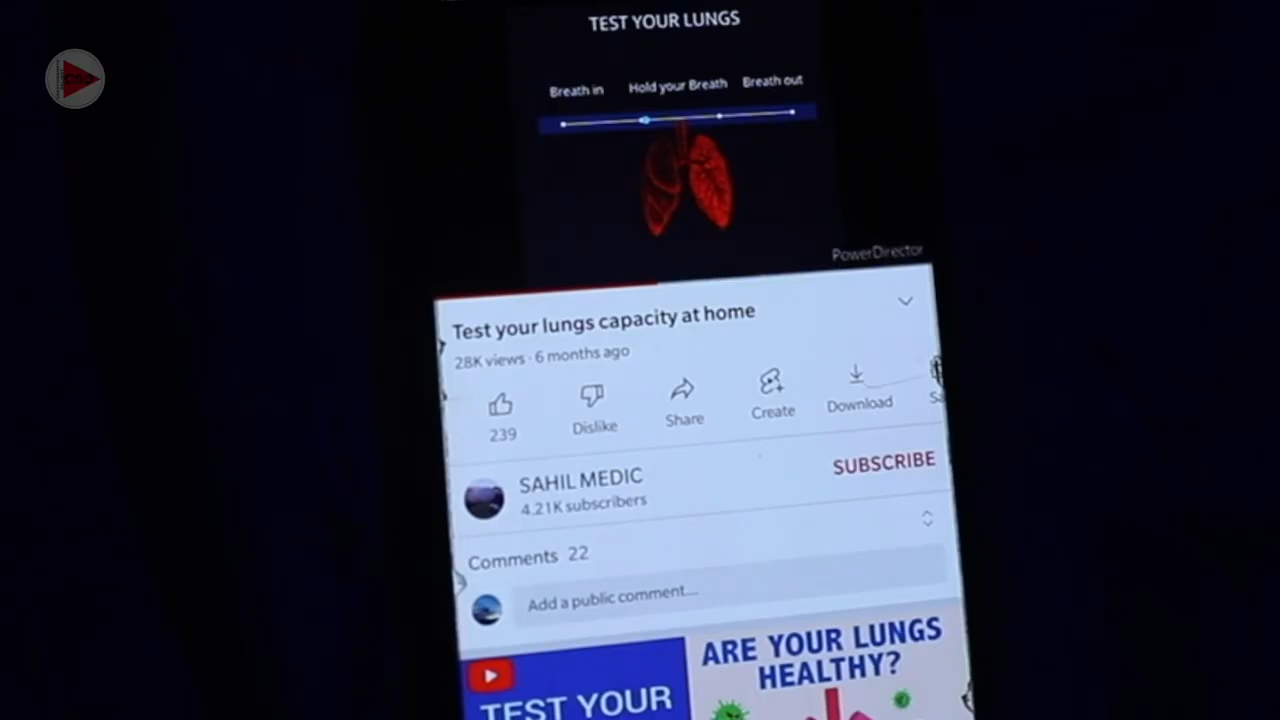 TEST YOUR LUNGS
Breath in Hold your Breath Breath out
PowerDirector
Test your lungs capacity at home
28K views · 6 months ago
239 Dislike Share Create Download
SAHIL MEDIC
4.21K subscribers
SUBSCRIBE
Comments 22
Add a public comment...
TEST YOUR
ARE YOUR LUNGS
HEALTHY?